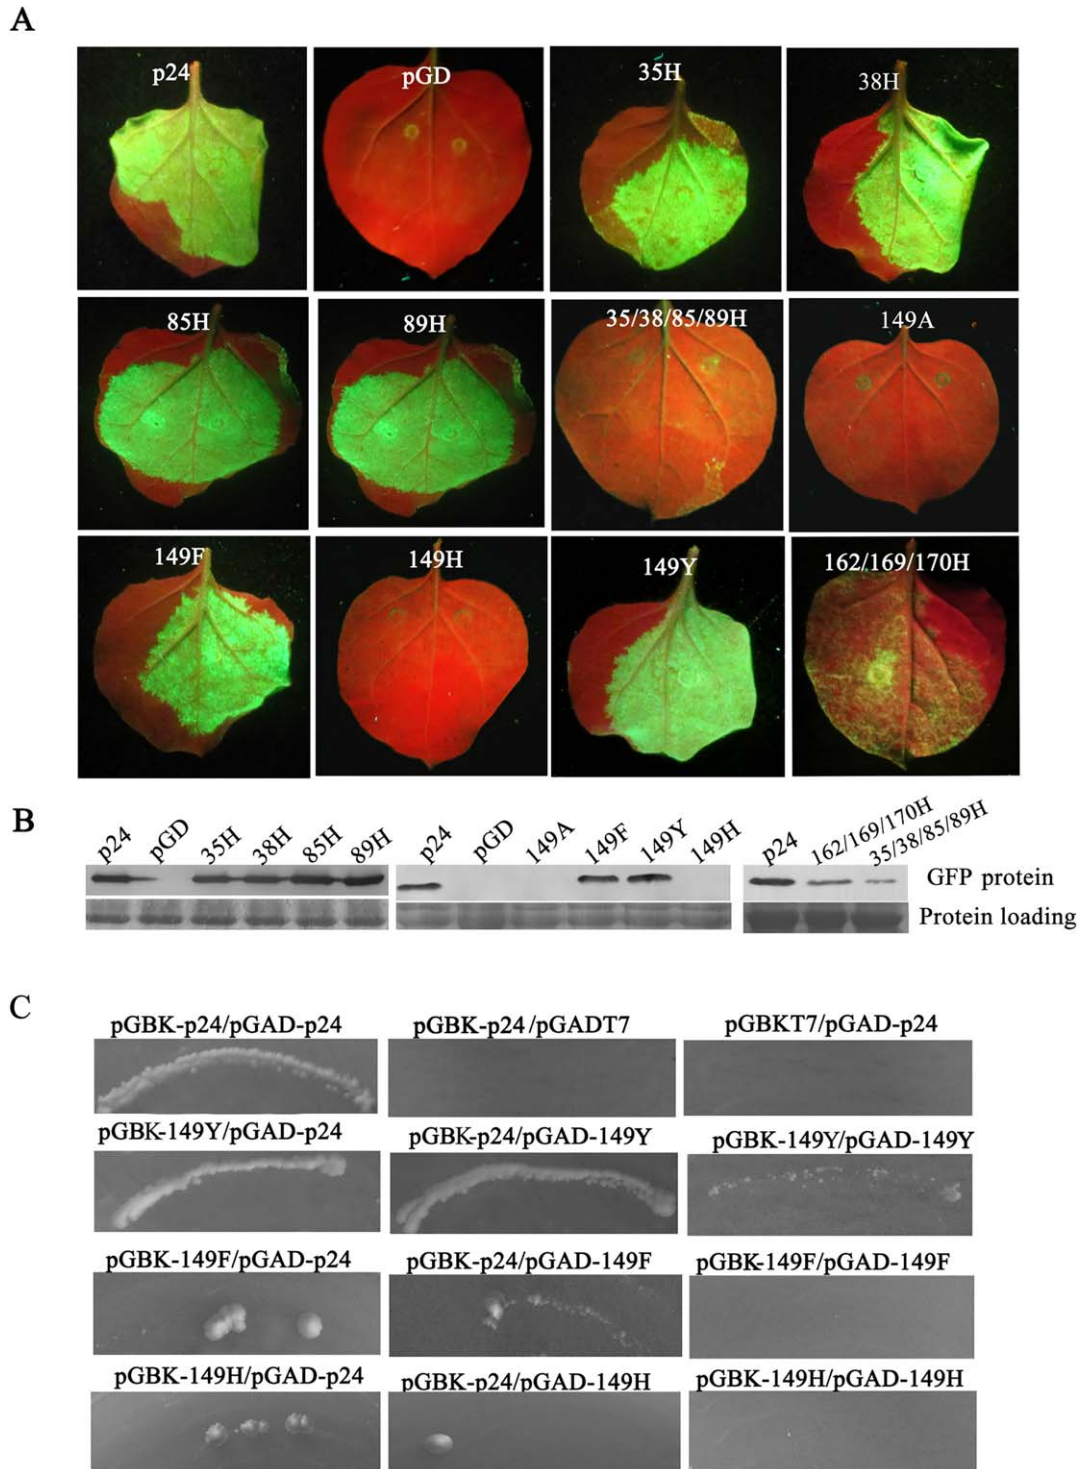 A
p24 pGD 35H 38H
85H 89H 35/38/85/89H 149A
149F 149H 149Y 162/169/170H
B
p24 pGD 35H 38H 85H 89H p24 pGD 149A 149F 149Y 149H p24 162/169/170H 35/38/85/89H
GFP protein
Protein loading
C
pGBK-p24/pGAD-p24 pGBK-p24/pGADT7 pGBKT7/pGAD-p24
pGBK-149Y/pGAD-p24 pGBK-p24/pGAD-149Y pGBK-149Y/pGAD-149Y
pGBK-149F/pGAD-p24 pGBK-p24/pGAD-149F pGBK-149F/pGAD-149F
pGBK-149H/pGAD-p24 pGBK-p24/pGAD-149H pGBK-149H/pGAD-149H